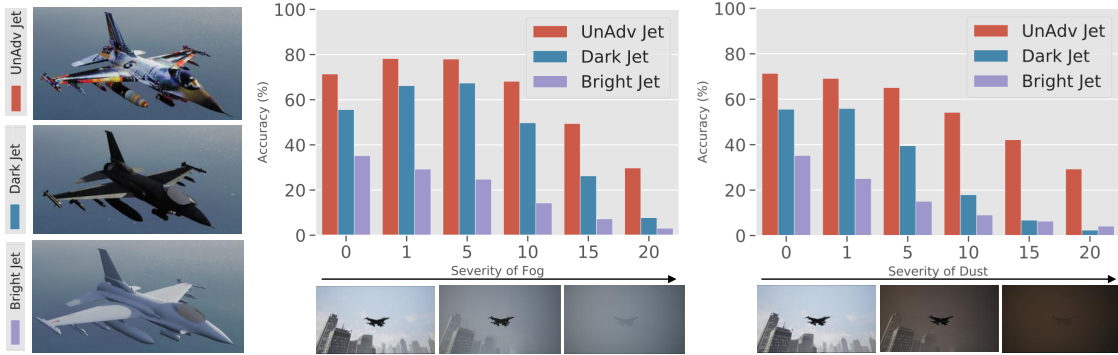 UnAdv Jet
Dark Jet
Bright Jet
100
80
60
40
20
0
Accuracy (%)
UnAdv Jet
Dark Jet
Bright Jet
0 1 5 10 15 20
Severity of Fog
100
80
60
40
20
0
Accuracy (%)
UnAdv Jet
Dark Jet
Bright Jet
0 1 5 10 15 20
Severity of Dust